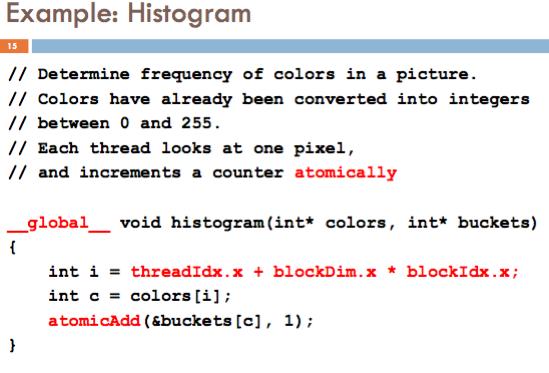 Example: Histogram
15
// Determine frequency of colors in a picture.
// Colors have already been converted into integers
// between 0 and 255.
// Each thread looks at one pixel,
// and increments a counter atomically
__global__ void histogram(int* colors, int* buckets)
{
int i = threadIdx.x + blockDim.x * blockIdx.x;
int c = colors[i];
atomicAdd(&buckets[c], 1);
}